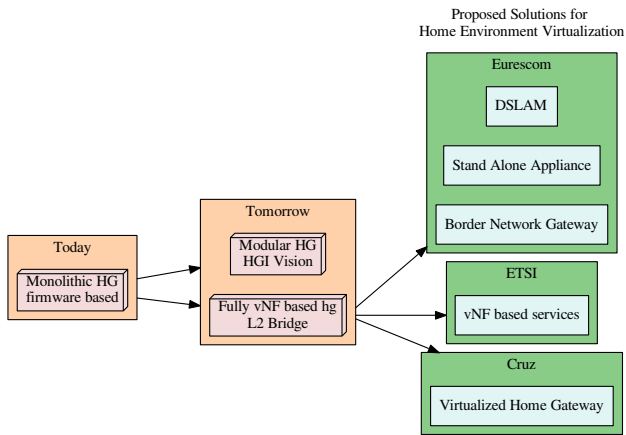 Proposed Solutions for
Home Environment Virtualization
Eurescom
DSLAM
Stand Alone Appliance
Border Network Gateway
Tomorrow
Modular HG
HGI Vision
Fully vNF based hg
L2 Bridge
Today
Monolithic HG
firmware based
ETSI
vNF based services
Cruz
Virtualized Home Gateway